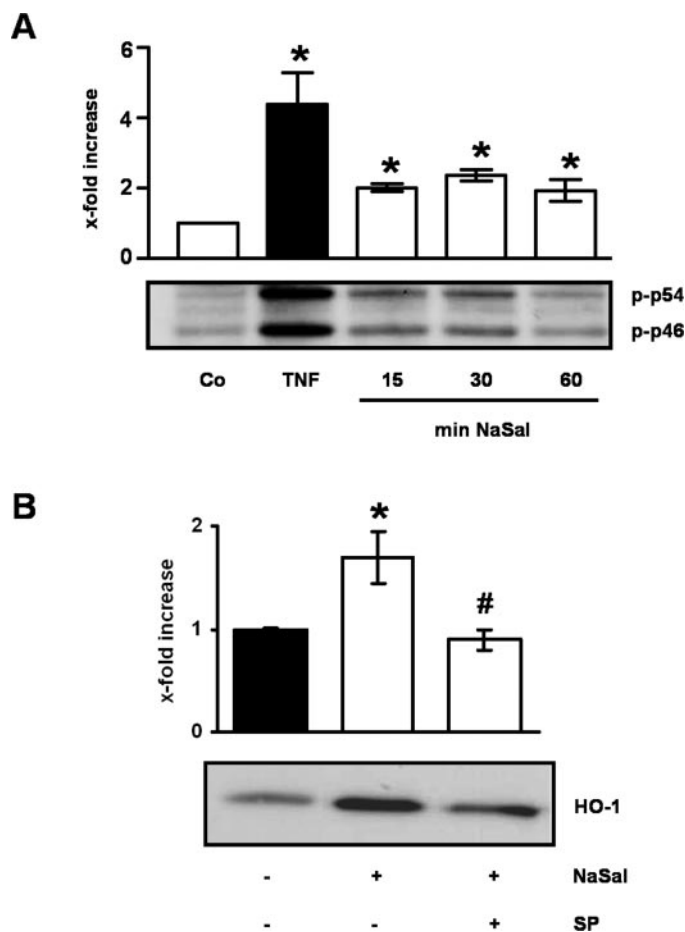 A
x-fold increase
6
4
2
0
* * * *
p-p54
p-p46
Co TNF 15 30 60
min NaSal
B
x-fold increase
2
1
0
*
#
HO-1
- + + NaSal
- - + SP